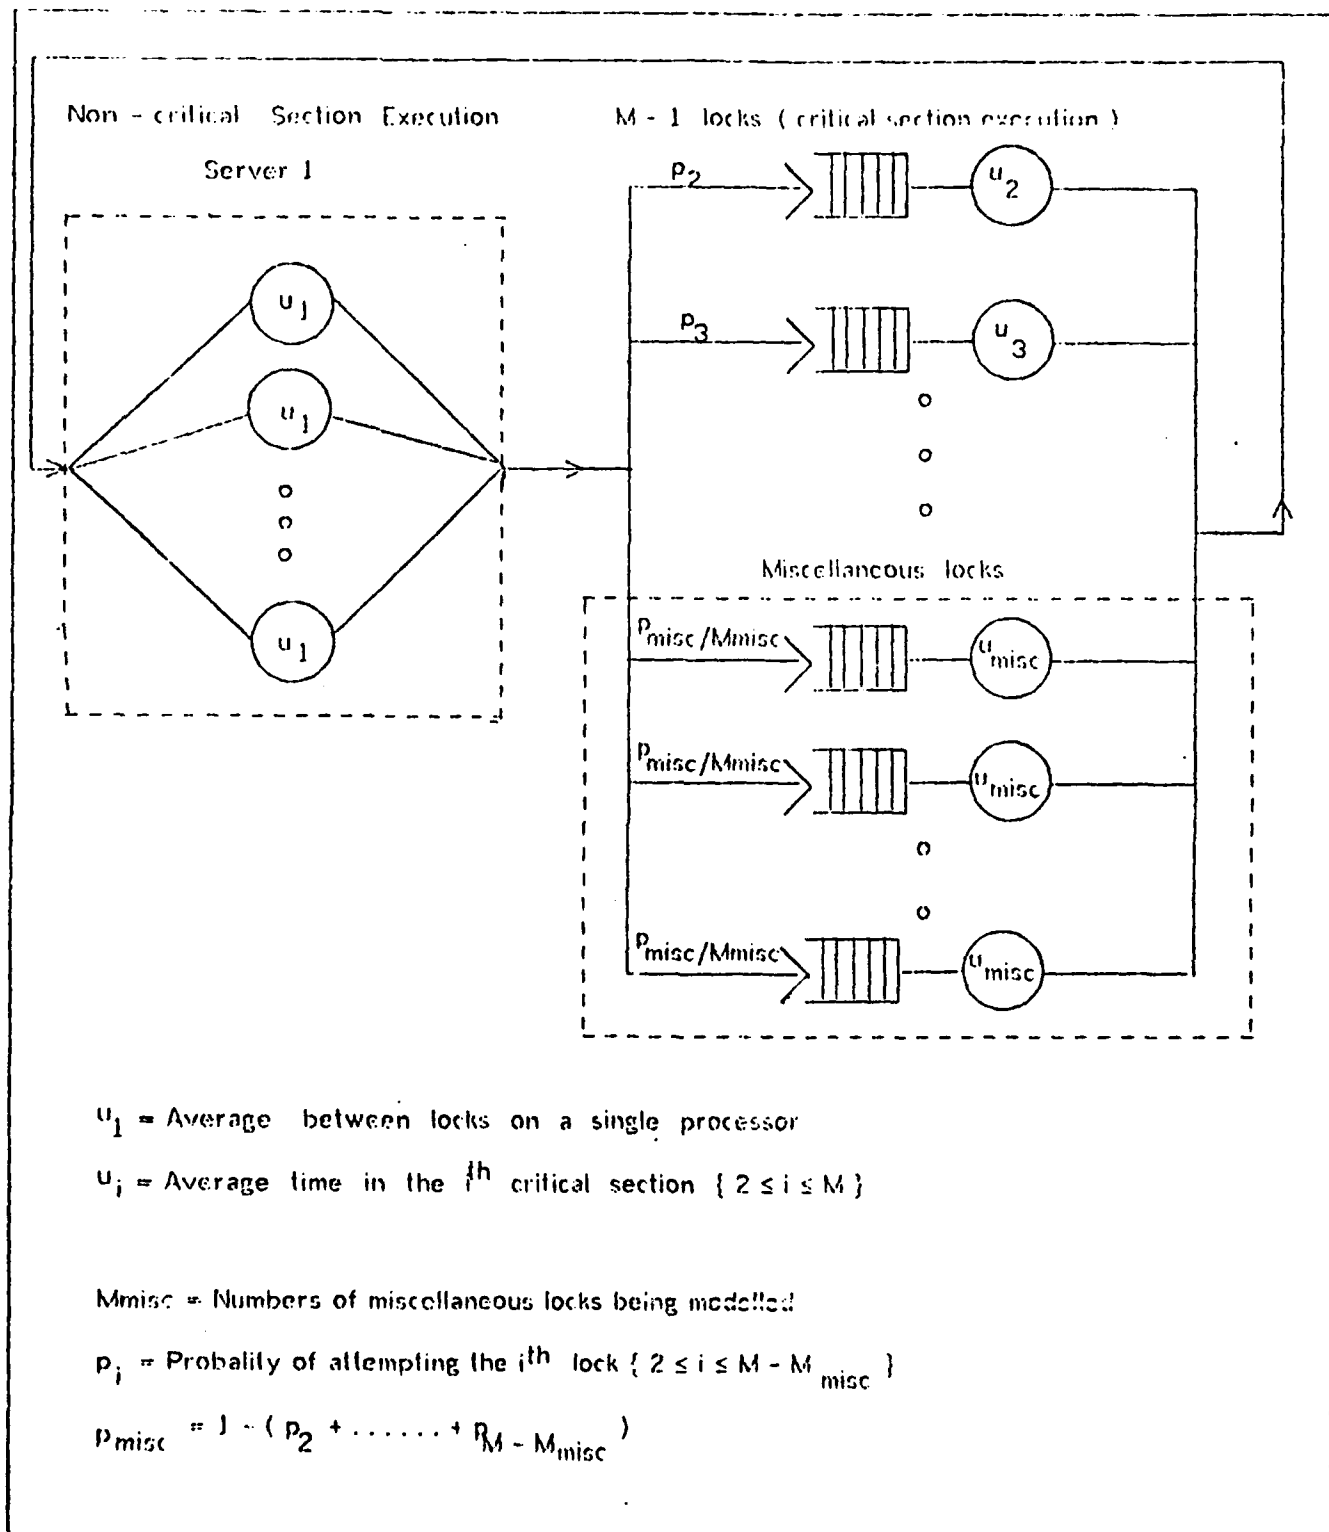 Non - critical Section Execution
M - 1 locks ( critical section execution )
Server 1
p2
u2
u1
p3
u3
u1
Miscellaneous locks
Pmisc/Mmisc
umisc
u1
Pmisc/Mmisc
umisc
Pmisc/Mmisc
umisc
u1 = Average between locks on a single processor
ui = Average time in the ith critical section { 2 ≤ i ≤ M }
Mmisc = Numbers of miscellaneous locks being modelled
pi = Probality of attempting the ith lock { 2 ≤ i ≤ M - Mmisc }
pmisc = 1 - ( p2 + ...... + pM - Mmisc )